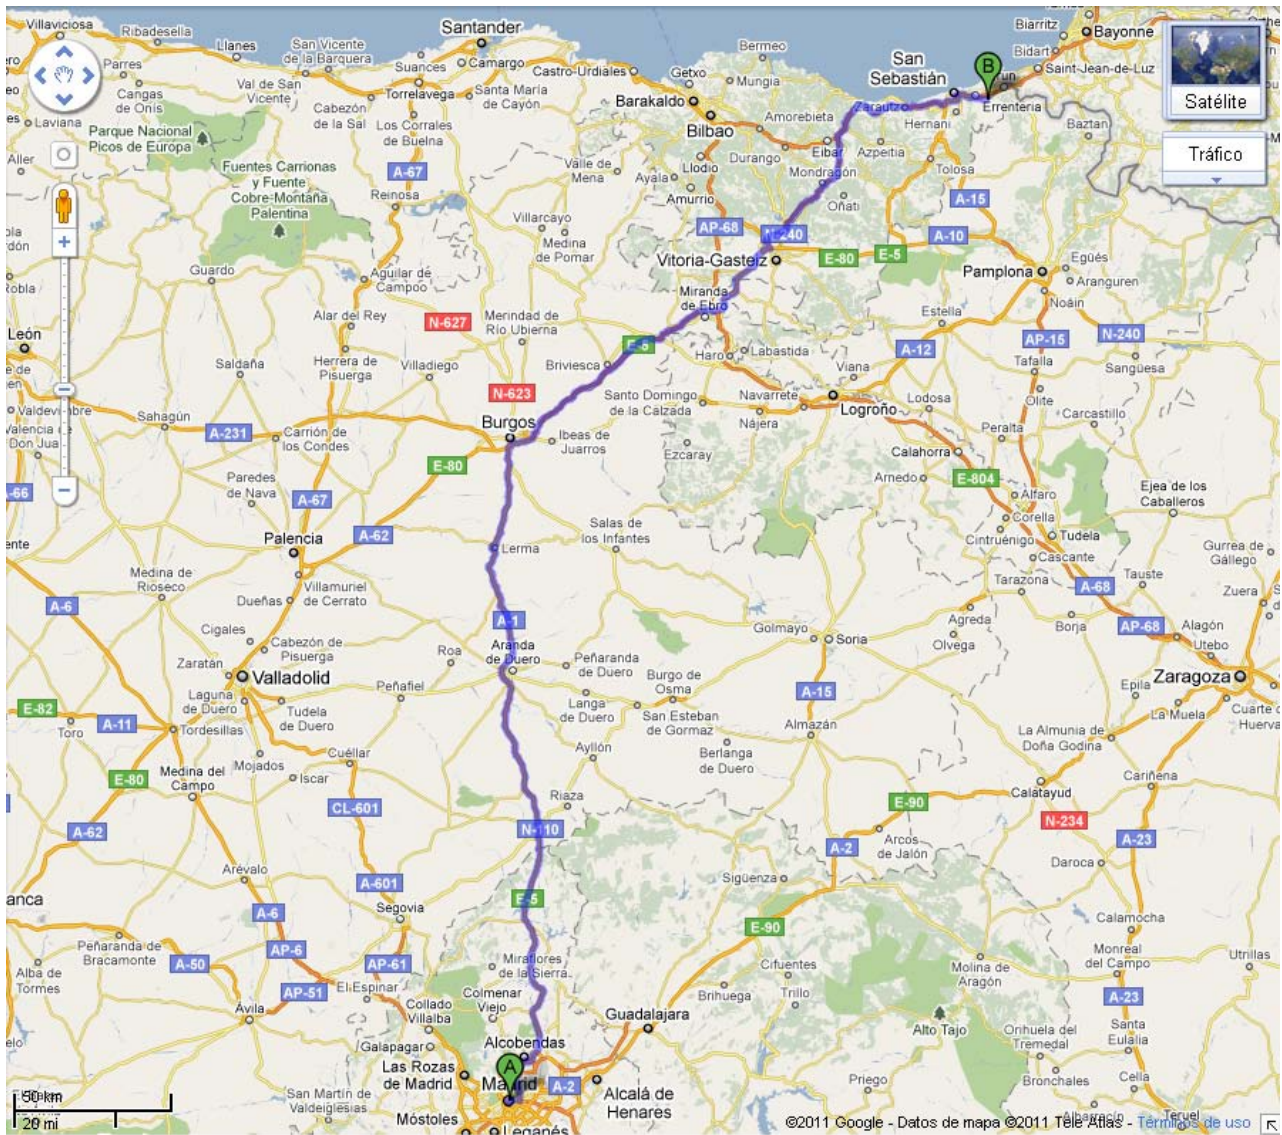 Villaviciosa
Ribadesella
Llanes
San Vicente
de la Barquera
Santander
Camargo
Suances
Torrelavega
Santa María
de Cayón
Castro-Urdiales
Getxo
Bermeo
Mungia
Barakaldo
Bilbao
Amorebieta
Durango
Eibar
Zarautz
San
Sebastián
B
Irun
Hernani
Errenteria
Biarritz
Bayonne
Bidart
Saint-Jean-de-Luz
Satélite
Tráfico
Parres
Cangas
de Onís
Val de San
Vicente
Cabezón
de la Sal
Los Corrales
de Buelna
Laviana
Aller
Parque Nacional
Picos de Europa
Fuentes Carrionas
y Fuente
Cobre-Montaña
Palentina
A-67
Reinosa
Valle de
Mena
Llodio
Ayala
Amurrio
Mondragón
Azpeitia
Oñati
Tolosa
Baztan
A-15
Villarcayo
Medina
de Pomar
AP-68
N-240
E-80
E-5
A-10
Vitoria-Gasteiz
Pamplona
Egüés
Aranguren
Noáin
Guardo
Aguilar de
Campoo
Miranda
de Ebro
Alar del Rey
N-627
Merindad de
Río Ubierna
Estella
AP-15
N-240
León
Saldaña
Herrera de
Pisuerga
Villadiego
Briviesca
Haro
Labastida
A-12
Viana
Tafalla
Sangüesa
N-623
Santo Domingo
de la Calzada
Navarrete
Nájera
Logroño
Lodosa
Olite
Carcastillo
Sahagún
A-231
Carrión de
los Condes
Burgos
Ibeas de
Juarros
Ezcaray
Peralta
Calahorra
Valencia de
Don Juan
E-80
Arnedo
E-804
Alfaro
Ejea de los
Caballeros
Paredes
de Nava
A-67
Corella
Cintruénigo
Tudela
Cascante
Palencia
A-62
Lerma
Salas de
los Infantes
Gurrea de
Gállego
Medina de
Rioseco
Villamuriel
de Cerrato
Dueñas
Tarazona
Tauste
A-68
Zuera
A-6
A-1
Agreda
Borja
AP-68
Alagón
Utebo
Cigales
Cabezón de
Pisuerga
Aranda
de Duero
Golmayo
Soria
Olvega
Zaratán
Valladolid
Roa
Peñaranda
de Duero
Zaragoza
Laguna
de Duero
Peñafiel
Burgo de
Osma
A-15
Epila
E-82
Toro
A-11
Tudela
de Duero
Langa
de Duero
San Esteban
de Gormaz
Almazán
La Muela
Cuarte de
Huerva
Tordesillas
Cuéllar
Ayllón
Berlanga
de Duero
La Almunia de
Doña Godina
E-80
Mojados
Iscar
Medina del
Campo
Riaza
Cariñena
Calatayud
CL-601
E-90
N-234
A-62
N-110
Arcos
de Jalón
A-2
A-23
Daroca
Arévalo
A-601
Sigüenza
E-5
A-6
Segovia
E-90
Calamocha
Peñaranda de
Bracamonte
AP-6
A-50
AP-61
Miraflores
de la Sierra
Cifuentes
Molina de
Aragón
Monreal
del Campo
Utrillas
Alba de
Tormes
AP-51
El Espinar
Colmenar
Viejo
Brihuega
Trillo
A-23
Ávila
Collado
Villalba
Guadalajara
Alto Tajo
Orihuela del
Tremedal
Santa
Eulalia
Galapagar
Alcobendas
A
Las Rozas
de Madrid
Madrid
A-2
Priego
Bronchales
Cella
San Martín de
Valdeiglesias
Móstoles
Alcalá de
Henares
Leganés
Albarracín
Teruel
50 km
20 mi
©2011 Google - Datos de mapa ©2011 Tele Atlas - Términos de uso